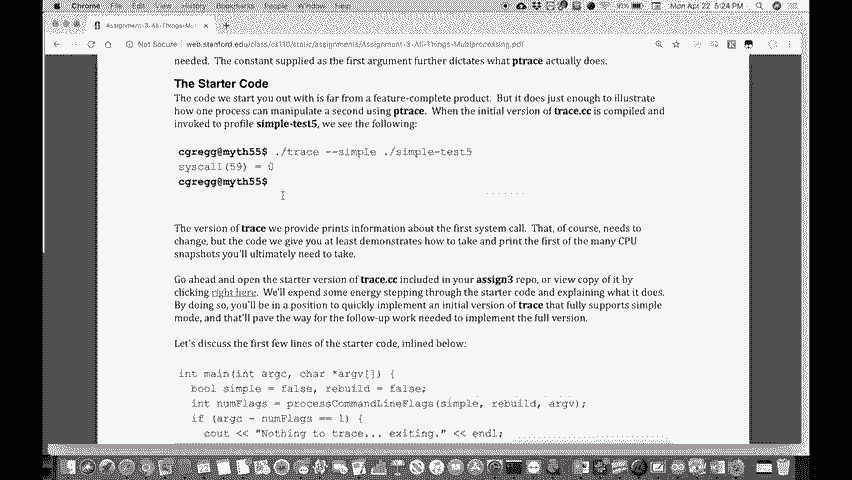 Chrome File Edit View History Bookmarks People Window Help
Mon Apr 22 5:24 PM
Assignment-3-All-Things-Mul
Not Secure web.stanford.edu/class/cs110/static/assignments/Assignment-3-All-Things-Multiprocessing.pdf
needed. The constant supplied as the first argument further dictates what ptrace actually does.
The Starter Code
The code we start you out with is far from a feature-complete product. But it does just enough to illustrate
how one process can manipulate a second using ptrace. When the initial version of trace.cc is compiled and
invoked to profile simple-test5, we see the following:
cgregg@myth55$ ./trace --simple ./simple-test5
syscall(59) = 0
cgregg@myth55$
The version of trace we provide prints information about the first system call. That, of course, needs to
change, but the code we give you at least demonstrates how to take and print the first of the many CPU
snapshots you'll ultimately need to take.
Go ahead and open the starter version of trace.cc included in your assign3 repo, or view copy of it by
clicking right here. We'll expend some energy stepping through the starter code and explaining what it does.
By doing so, you'll be in a position to quickly implement an initial version of trace that fully supports simple
mode, and that'll pave the way for the follow-up work needed to implement the full version.
Let's discuss the first few lines of the starter code, inlined below:
int main(int argc, char *argv[]) {
bool simple = false, rebuild = false;
int numFlags = processCommandLineFlags(simple, rebuild, argv);
if (argc - numFlags == 1) {
cout << "Nothing to trace... exiting." << endl;